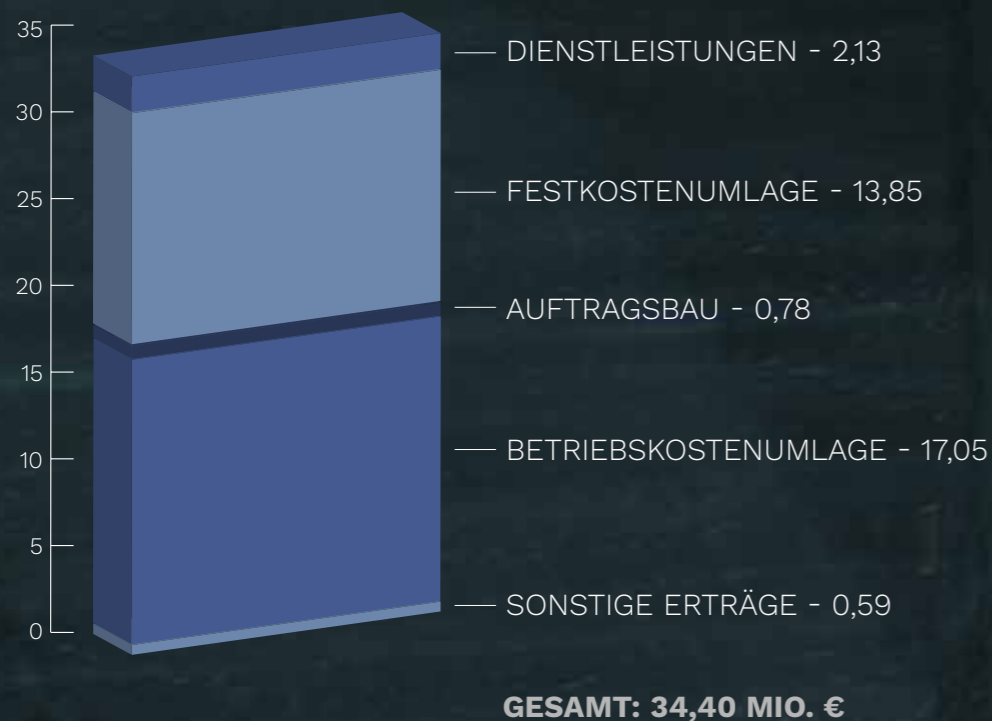 35
DIENSTLEISTUNGEN - 2,13
30
25
FESTKOSTENUMLAGE - 13,85
20
AUFTRAGSBAU - 0,78
15
10
BETRIEBSKOSTENUMLAGE - 17,05
5
SONSTIGE ERTRÄGE - 0,59
0
GESAMT: 34,40 MIO. €